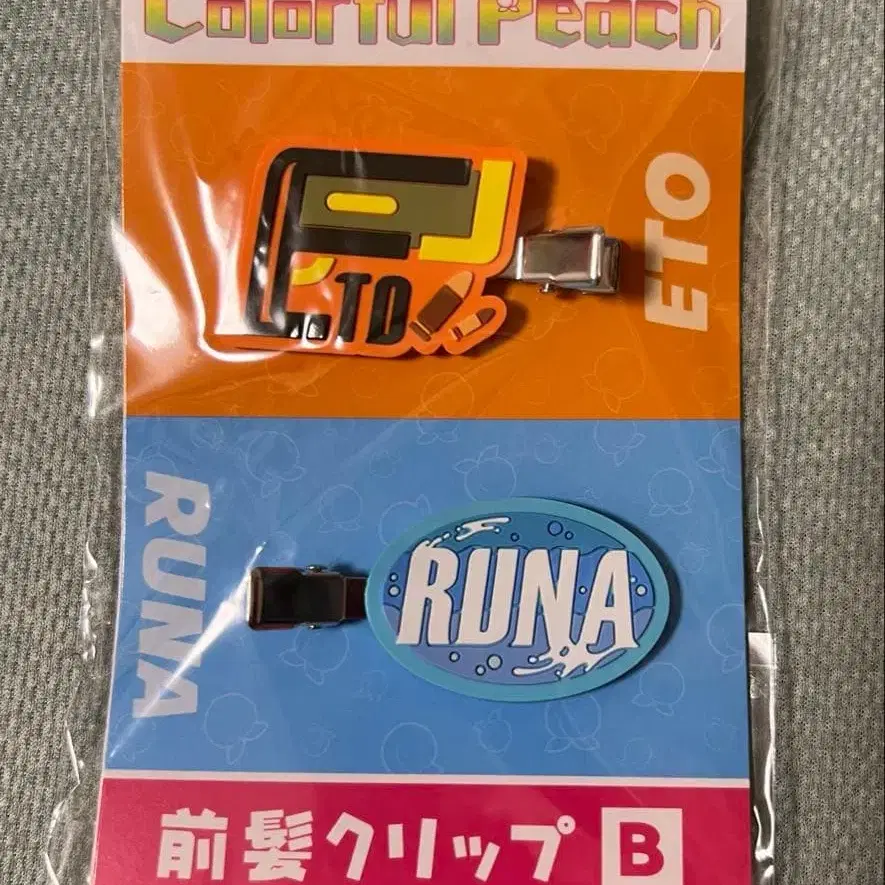 Colorful Peach
E.TO
ETO
RUNA
RUNA
前髪クリップ B